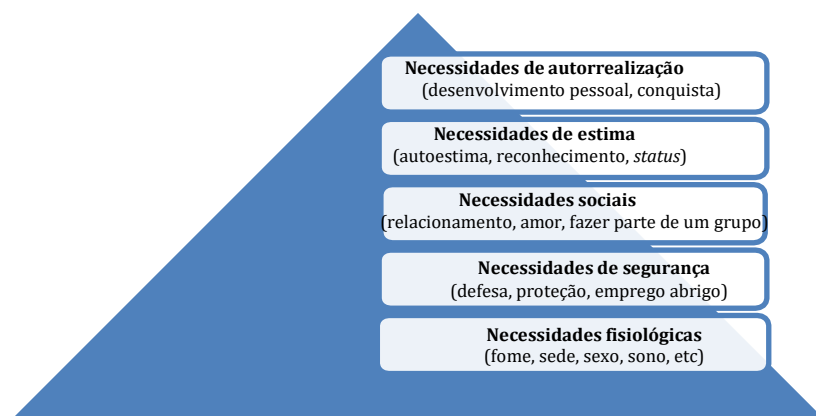 Necessidades de autorrealização
(desenvolvimento pessoal, conquista)
Necessidades de estima
(autoestima, reconhecimento, status)
Necessidades sociais
(relacionamento, amor, fazer parte de um grupo)
Necessidades de segurança
(defesa, proteção, emprego abrigo)
Necessidades fisiológicas
(fome, sede, sexo, sono, etc)